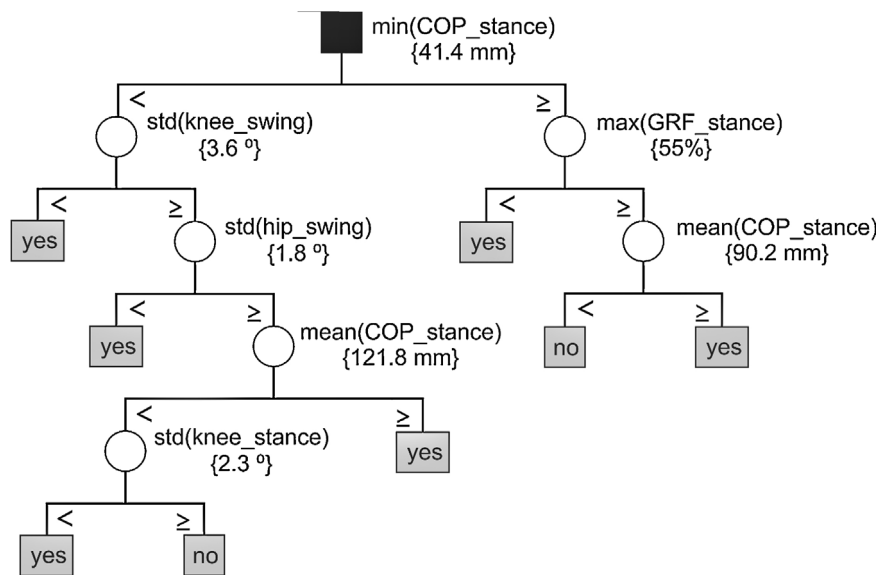 min(COP_stance)
{41.4 mm}
< ≥
std(knee_swing)
{3.6 º}
max(GRF_stance)
{55%}
< ≥
< ≥
yes
std(hip_swing)
{1.8 º}
yes
mean(COP_stance)
{90.2 mm}
< ≥
< ≥
yes
mean(COP_stance)
{121.8 mm}
no
yes
< ≥
std(knee_stance)
{2.3 º}
yes
< ≥
yes
no